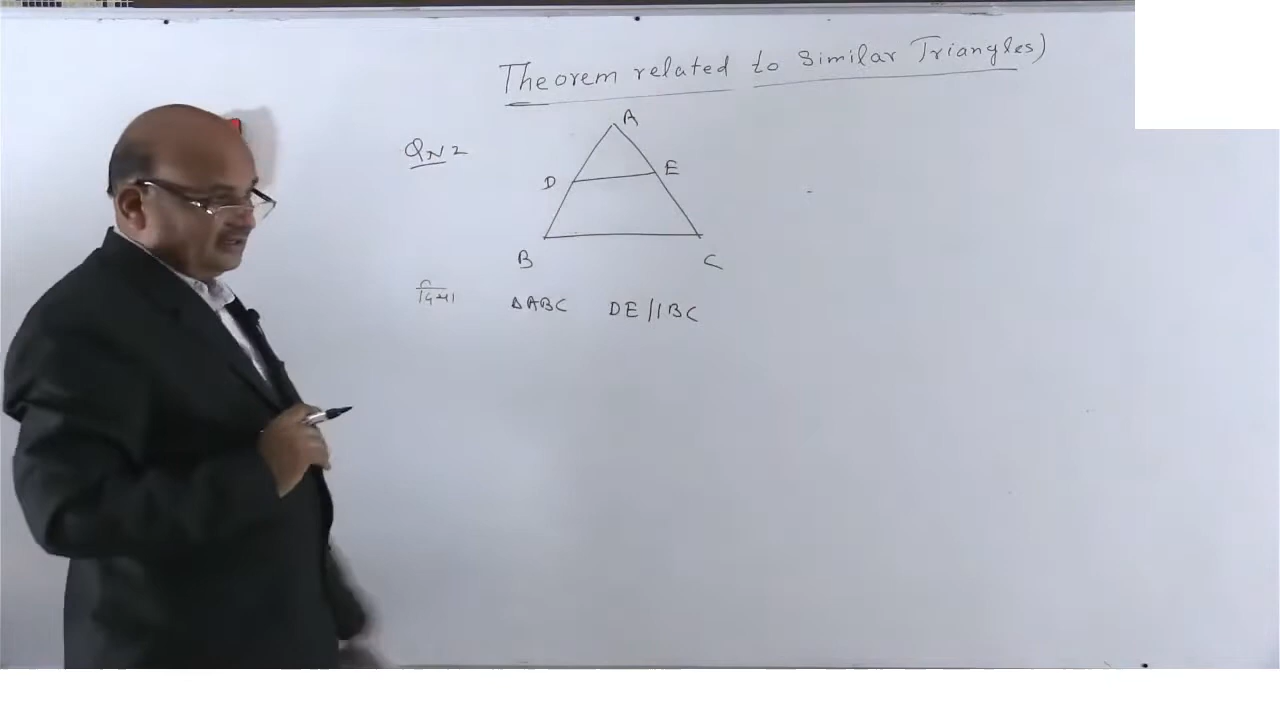 Theorem related to Similar Triangles)
QN 2
A
D E
B C
ΔABC DE//BC